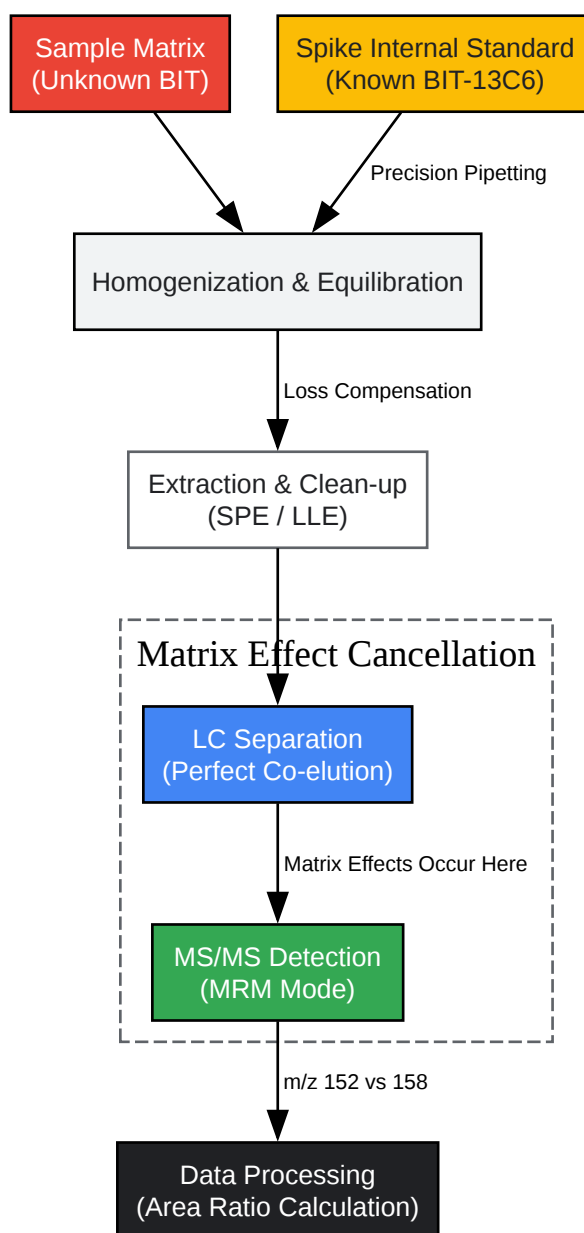 Sample Matrix
(Unknown BIT)
Spike Internal Standard
(Known BIT-13C6)
Precision Pipetting
Homogenization & Equilibration
Loss Compensation
Extraction & Clean-up
(SPE / LLE)
Matrix Effect Cancellation
LC Separation
(Perfect Co-elution)
Matrix Effects Occur Here
MS/MS Detection
(MRM Mode)
m/z 152 vs 158
Data Processing
(Area Ratio Calculation)